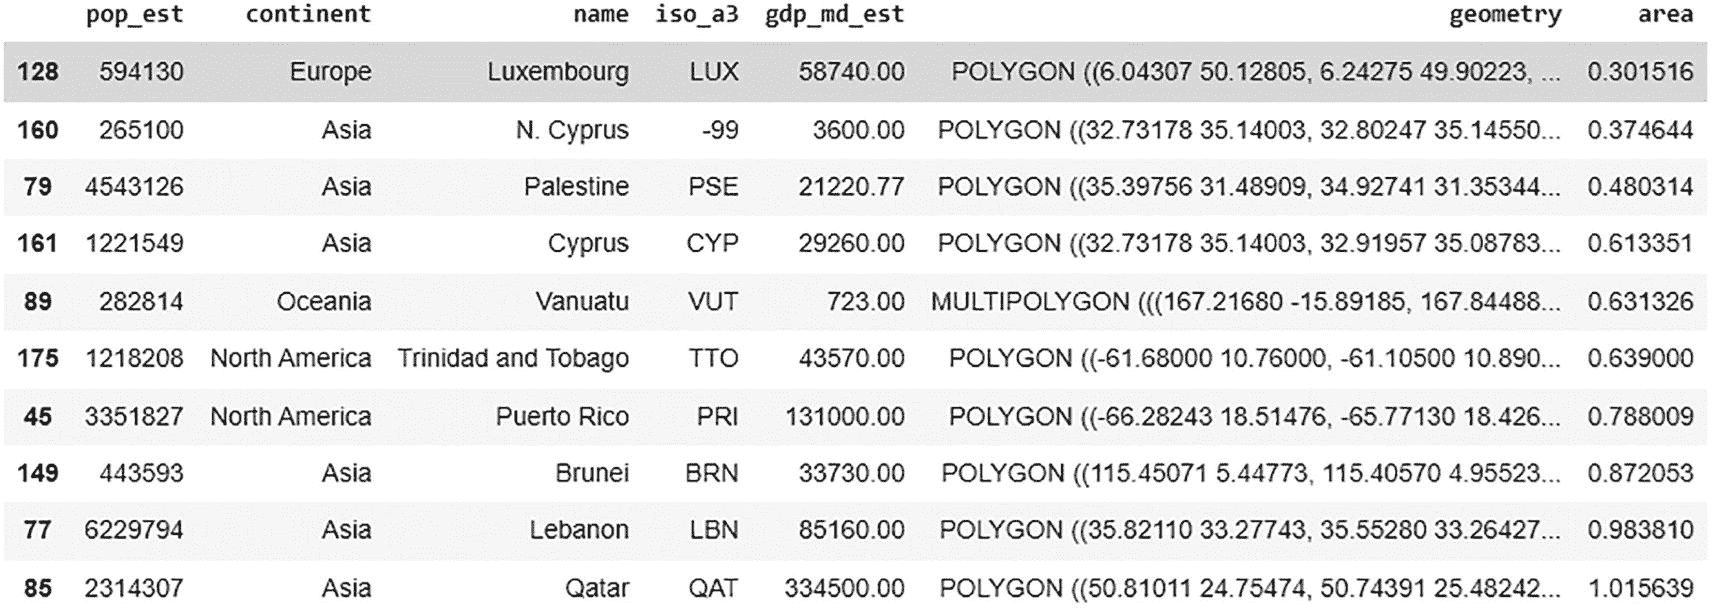 pop_est continent name iso_a3 gdp_md_est geometry area
128 594130 Europe Luxembourg LUX 58740.00 POLYGON ((6.04307 50.12805, 6.24275 49.90223, ... 0.301516
160 265100 Asia N. Cyprus -99 3600.00 POLYGON ((32.73178 35.14003, 32.80247 35.14550... 0.374644
79 4543126 Asia Palestine PSE 21220.77 POLYGON ((35.39756 31.48909, 34.92741 31.35344... 0.480314
161 1221549 Asia Cyprus CYP 29260.00 POLYGON ((32.73178 35.14003, 32.91957 35.08783... 0.613351
89 282814 Oceania Vanuatu VUT 723.00 MULTIPOLYGON (((167.21680 -15.89185, 167.84488... 0.631326
175 1218208 North America Trinidad and Tobago TTO 43570.00 POLYGON ((-61.68000 10.76000, -61.10500 10.890... 0.639000
45 3351827 North America Puerto Rico PRI 131000.00 POLYGON ((-66.28243 18.51476, -65.77130 18.426... 0.788009
149 443593 Asia Brunei BRN 33730.00 POLYGON ((115.45071 5.44773, 115.40570 4.95523... 0.872053
77 6229794 Asia Lebanon LBN 85160.00 POLYGON ((35.82110 33.27743, 35.55280 33.26427... 0.983810
85 2314307 Asia Qatar QAT 334500.00 POLYGON ((50.81011 24.75474, 50.74391 25.48242... 1.015639